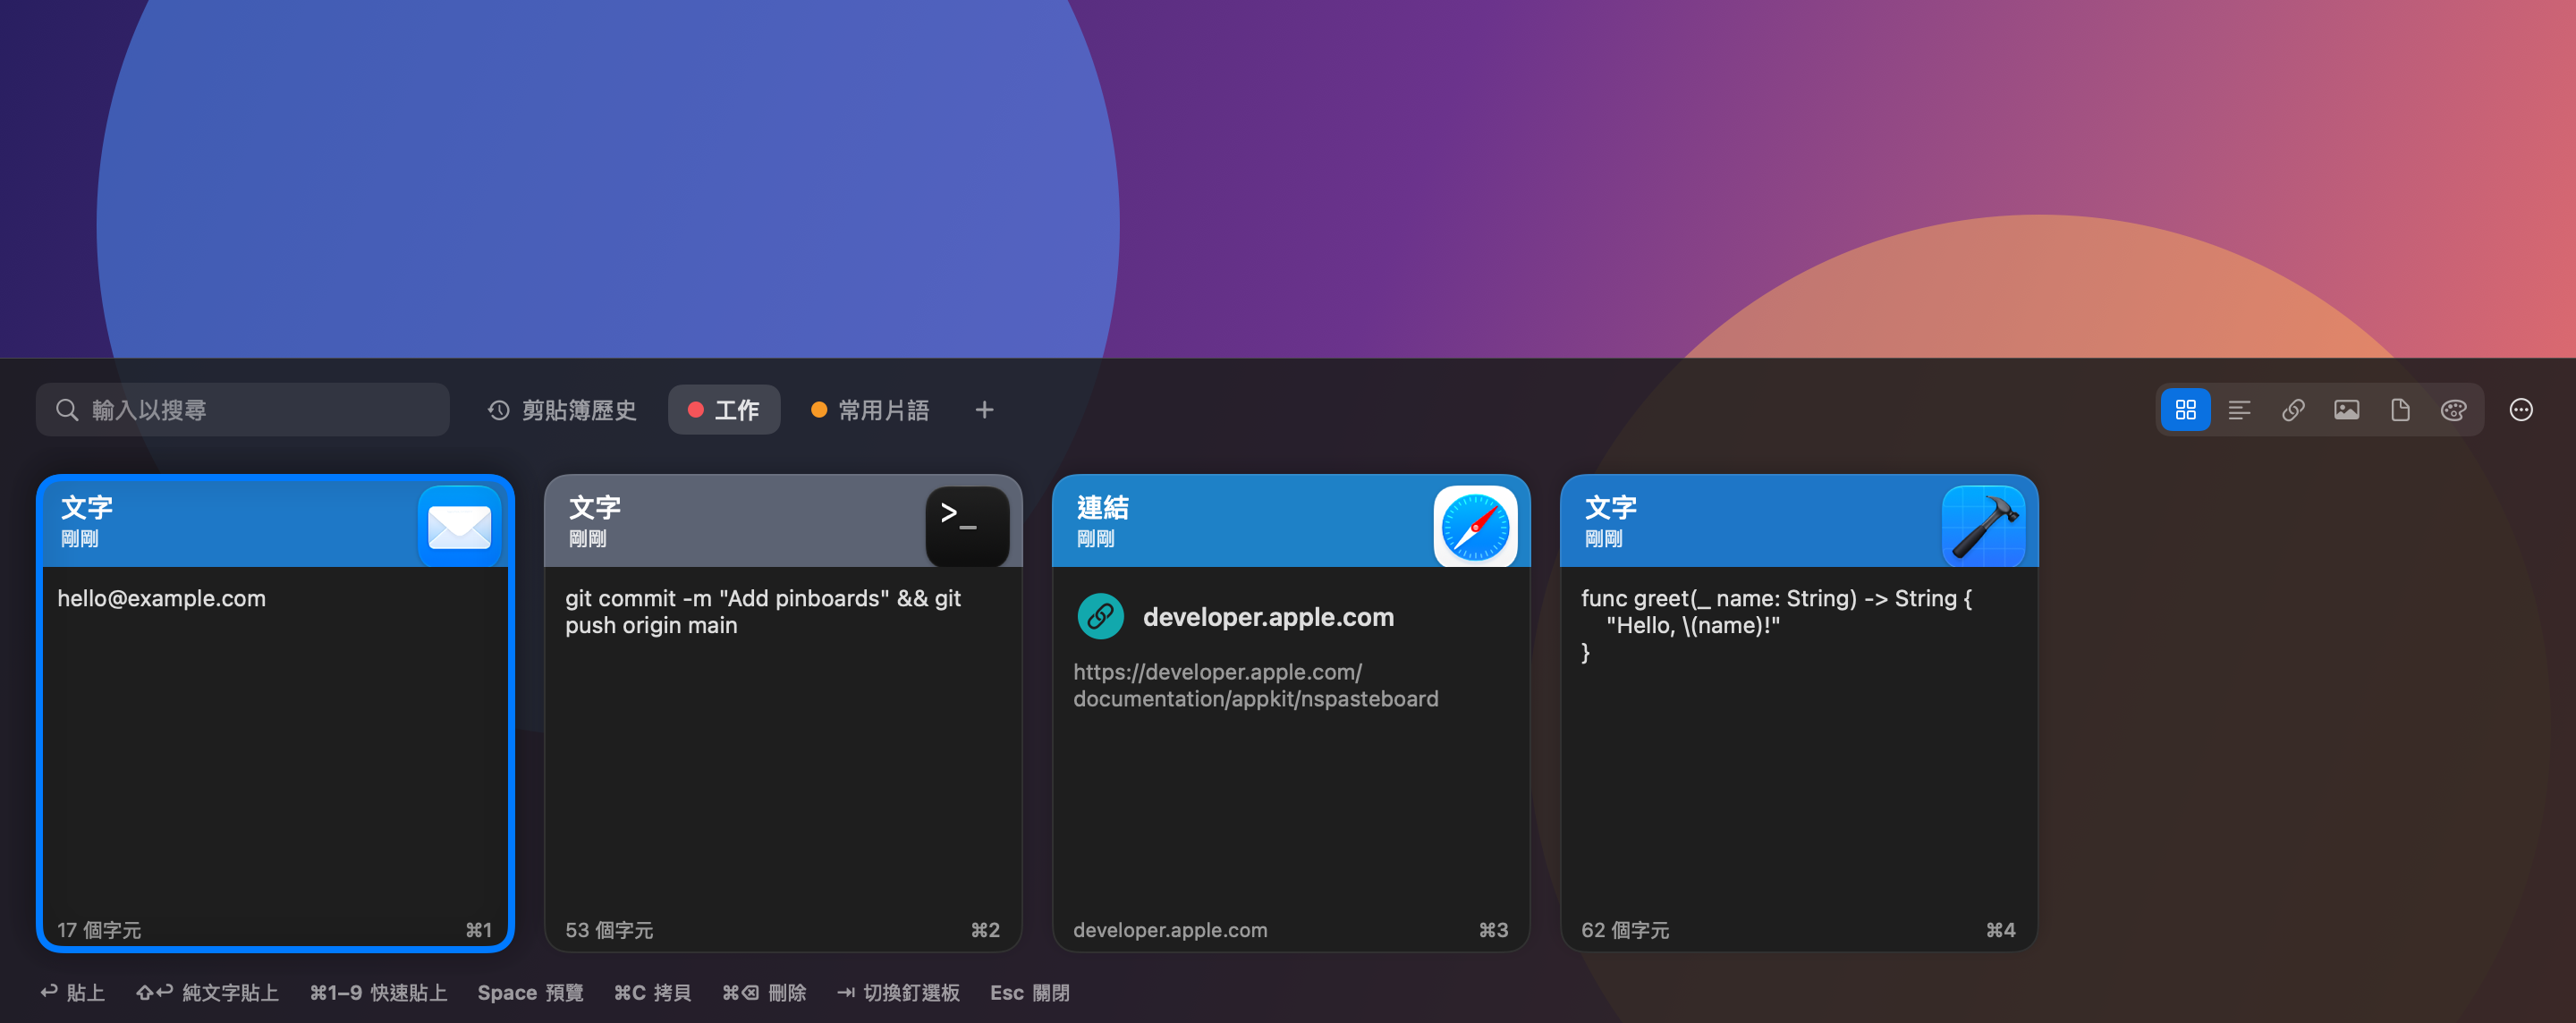 輸入以搜尋
剪貼簿歷史
工作
常用片語
文字
剛剛
hello@example.com
17 個字元 ⌘1
文字
剛剛
>_
git commit -m "Add pinboards" && git
push origin main
53 個字元 ⌘2
連結
剛剛
developer.apple.com
https://developer.apple.com/
documentation/appkit/nspasteboard
developer.apple.com ⌘3
文字
剛剛
func greet(_ name: String) -> String {
    "Hello, \(name)!"
}
62 個字元 ⌘4
↩ 貼上 ⇧↩ 純文字貼上 ⌘1–9 快速貼上 Space 預覽 ⌘C 拷貝 ⌘⌫ 刪除 ⇥ 切換釘選板 Esc 關閉